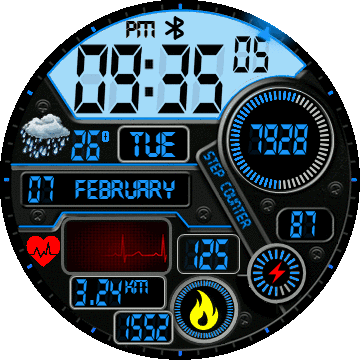 PM
09:35 05
26° TUE
7928
STEP COUNTER
07 FEBRUARY
87
125
3.24 KM
1552